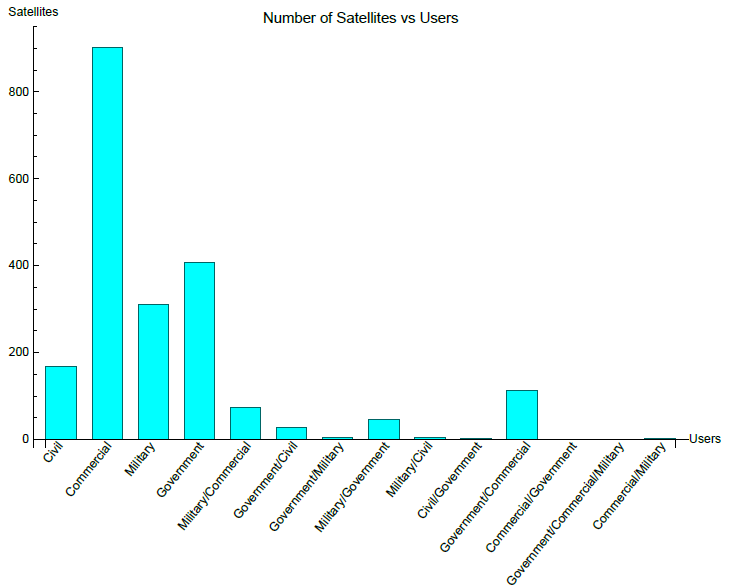 Satellites
Number of Satellites vs Users
800
600
400
200
0
Users
Civil
Commercial
Military
Government
Military/Commercial
Government/Civil
Government/Military
Military/Government
Military/Civil
Civil/Government
Government/Commercial
Commercial/Government
Government/Commercial/Military
Commercial/Military